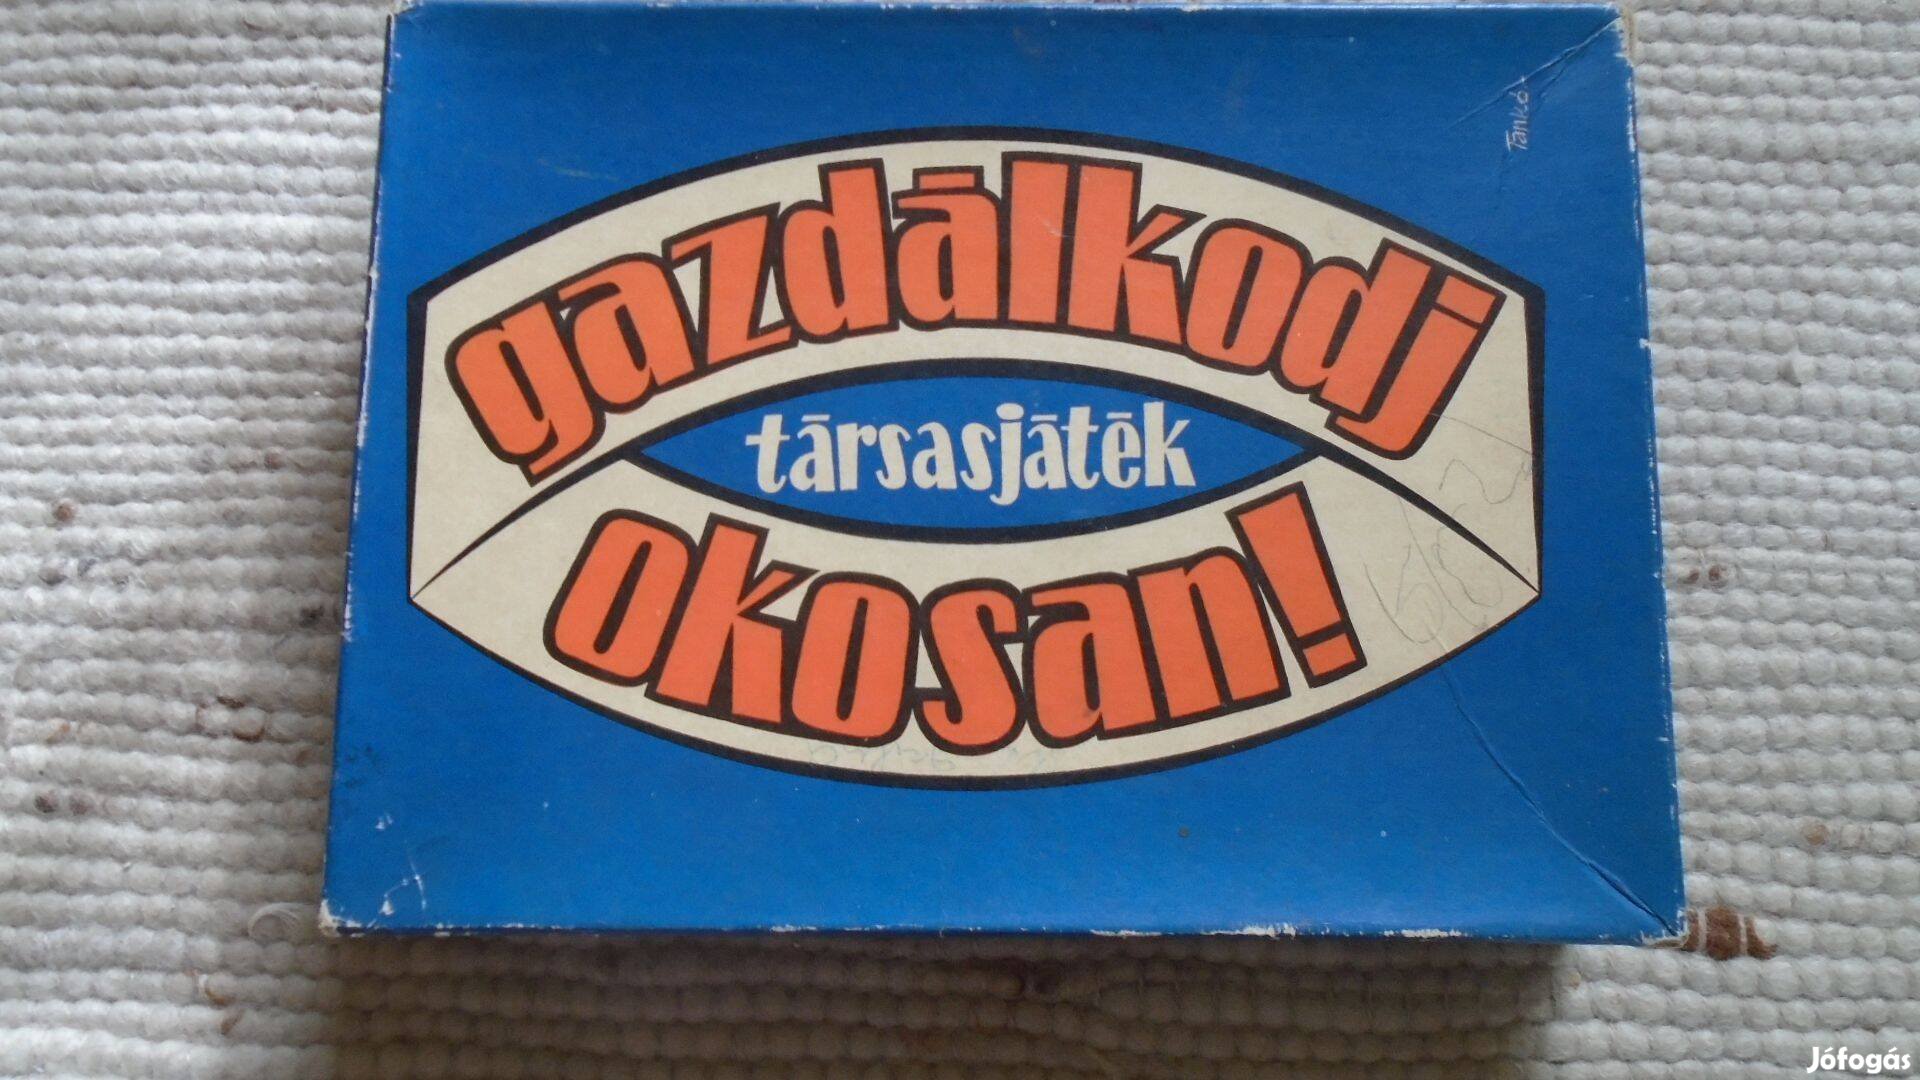 Tankó
gazdálkodj
társasjáték
okosan!
Jófogás